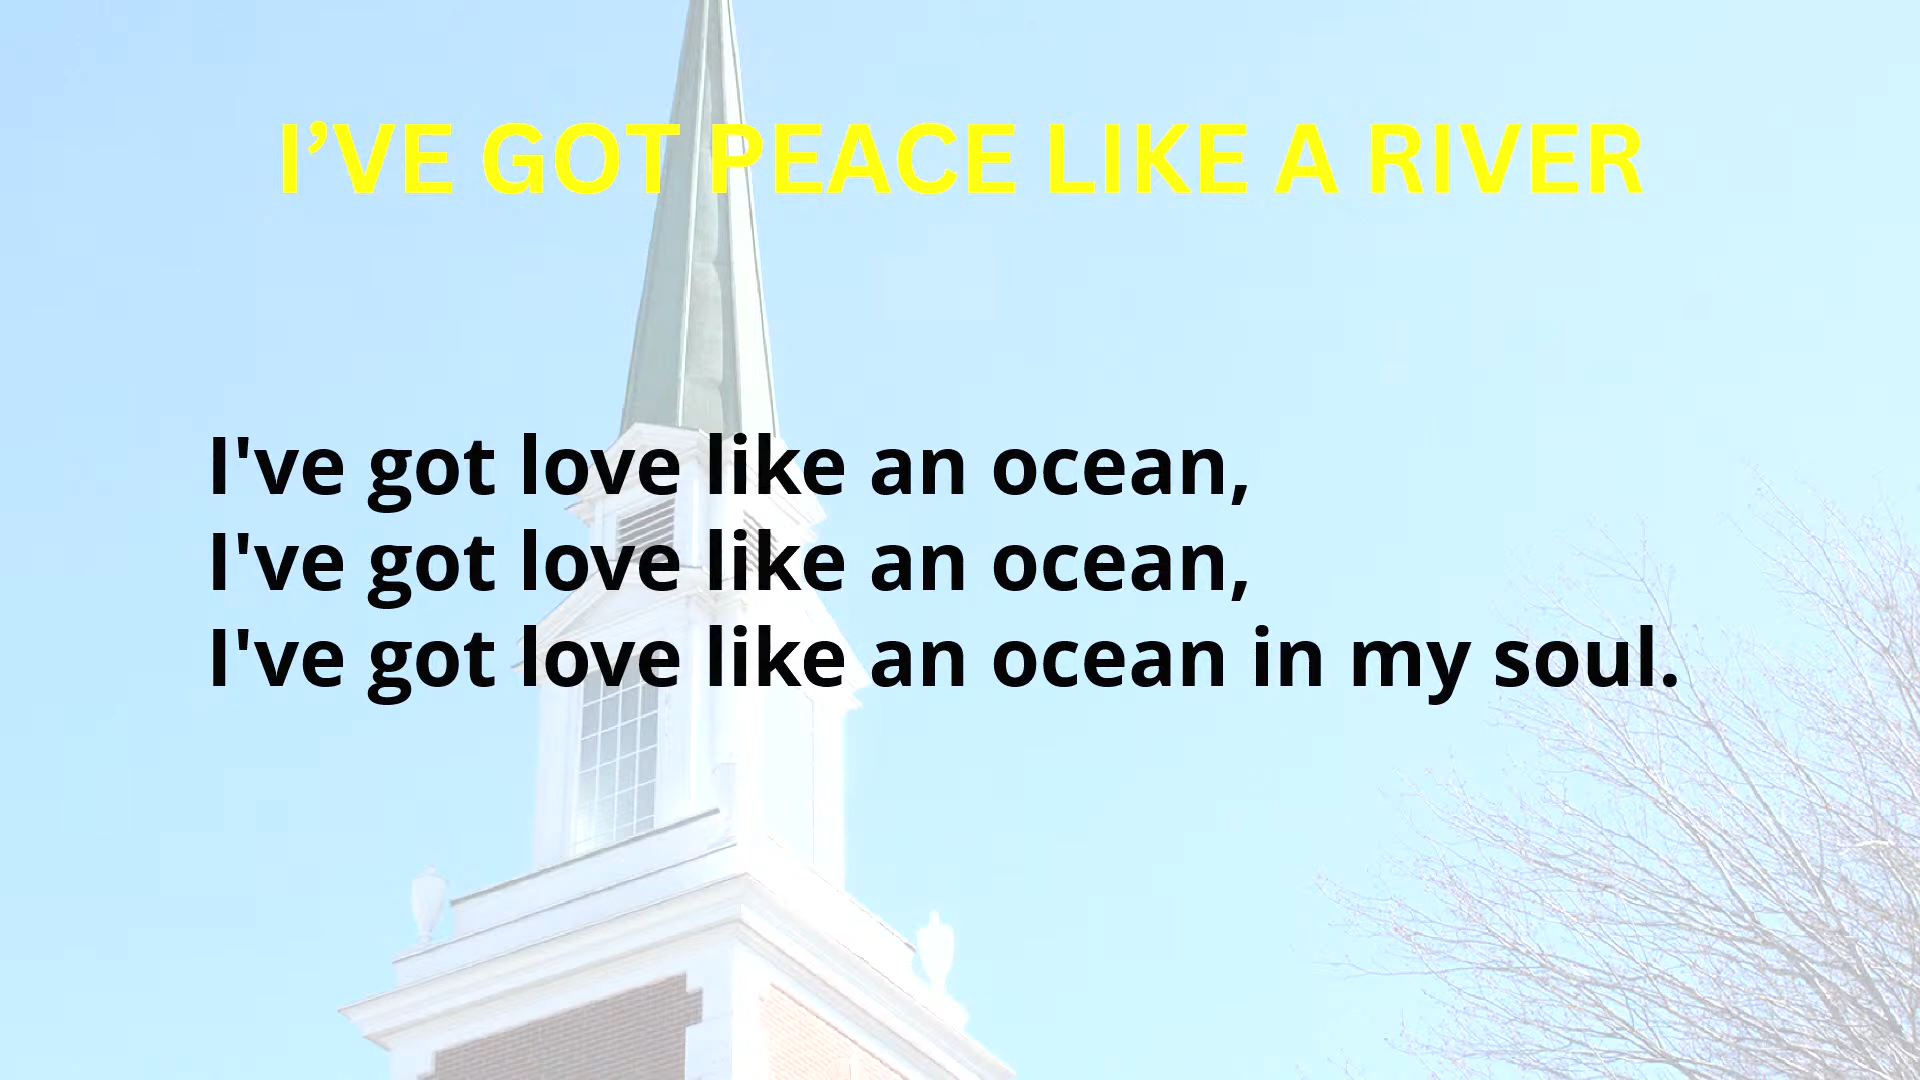 I’VE GOT PEACE LIKE A RIVER
I've got love like an ocean,
I've got love like an ocean,
I've got love like an ocean in my soul.